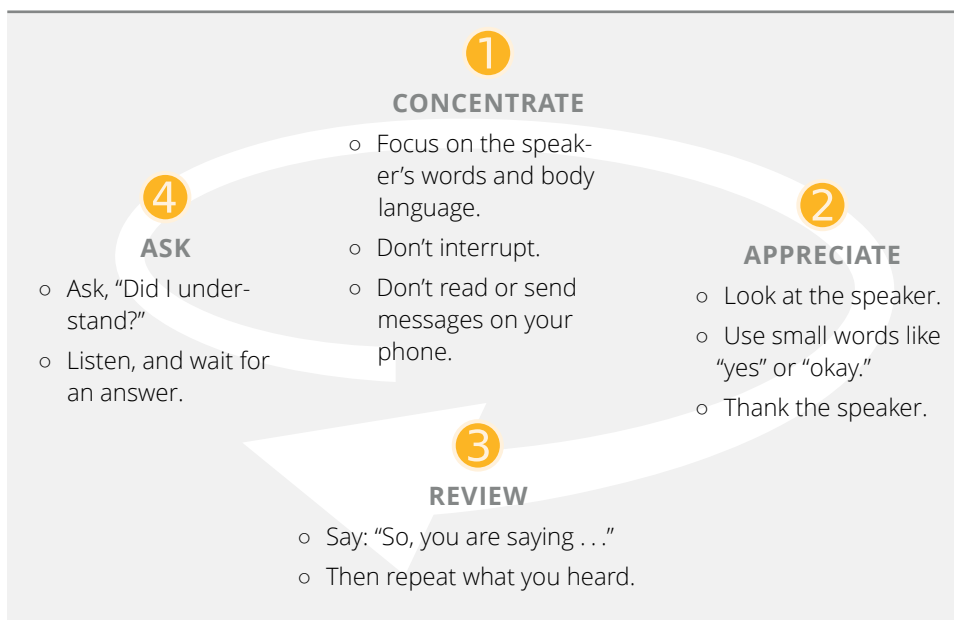 1
CONCENTRATE
○ Focus on the speak-
er’s words and body
language.
○ Don’t interrupt.
○ Don’t read or send
messages on your
phone.
2
APPRECIATE
○ Look at the speaker.
○ Use small words like
“yes” or “okay.”
○ Thank the speaker.
3
REVIEW
○ Say: “So, you are saying . . .”
○ Then repeat what you heard.
4
ASK
○ Ask, “Did I under-
stand?”
○ Listen, and wait for
an answer.